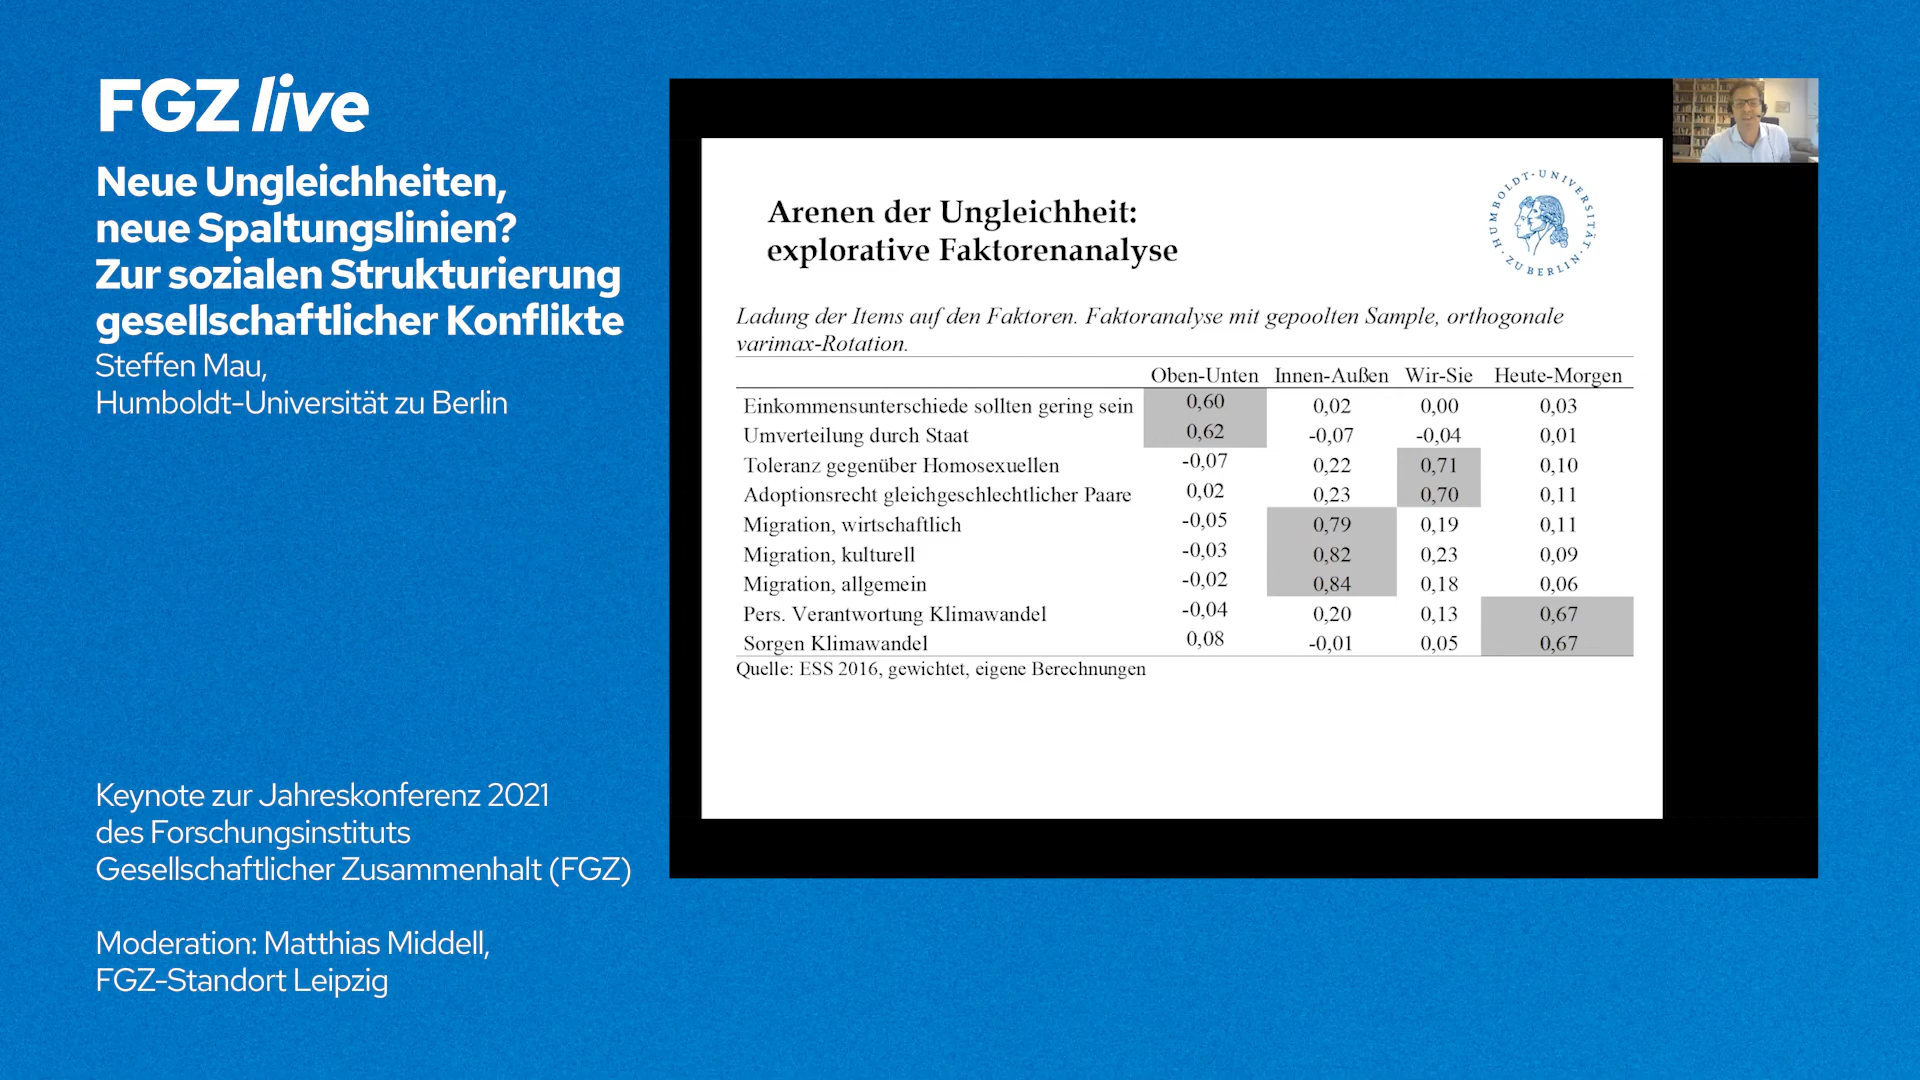 FGZ live
Neue Ungleichheiten,
neue Spaltungslinien?
Zur sozialen Strukturierung
gesellschaftlicher Konflikte
Steffen Mau,
Humboldt-Universität zu Berlin
Keynote zur Jahreskonferenz 2021
des Forschungsinstituts
Gesellschaftlicher Zusammenhalt (FGZ)
Moderation: Matthias Middell,
FGZ-Standort Leipzig
Arenen der Ungleichheit:
explorative Faktorenanalyse
HUMBOLDT-UNIVERSITÄT ZU BERLIN
Ladung der Items auf den Faktoren. Faktoranalyse mit gepoolten Sample, orthogonale
varimax-Rotation.
Oben-Unten Innen-Außen Wir-Sie Heute-Morgen
Einkommensunterschiede sollten gering sein 0,60 0,02 0,00 0,03
Umverteilung durch Staat 0,62 -0,07 -0,04 0,01
Toleranz gegenüber Homosexuellen -0,07 0,22 0,71 0,10
Adoptionsrecht gleichgeschlechtlicher Paare 0,02 0,23 0,70 0,11
Migration, wirtschaftlich -0,05 0,79 0,19 0,11
Migration, kulturell -0,03 0,82 0,23 0,09
Migration, allgemein -0,02 0,84 0,18 0,06
Pers. Verantwortung Klimawandel -0,04 0,20 0,13 0,67
Sorgen Klimawandel 0,08 -0,01 0,05 0,67
Quelle: ESS 2016, gewichtet, eigene Berechnungen